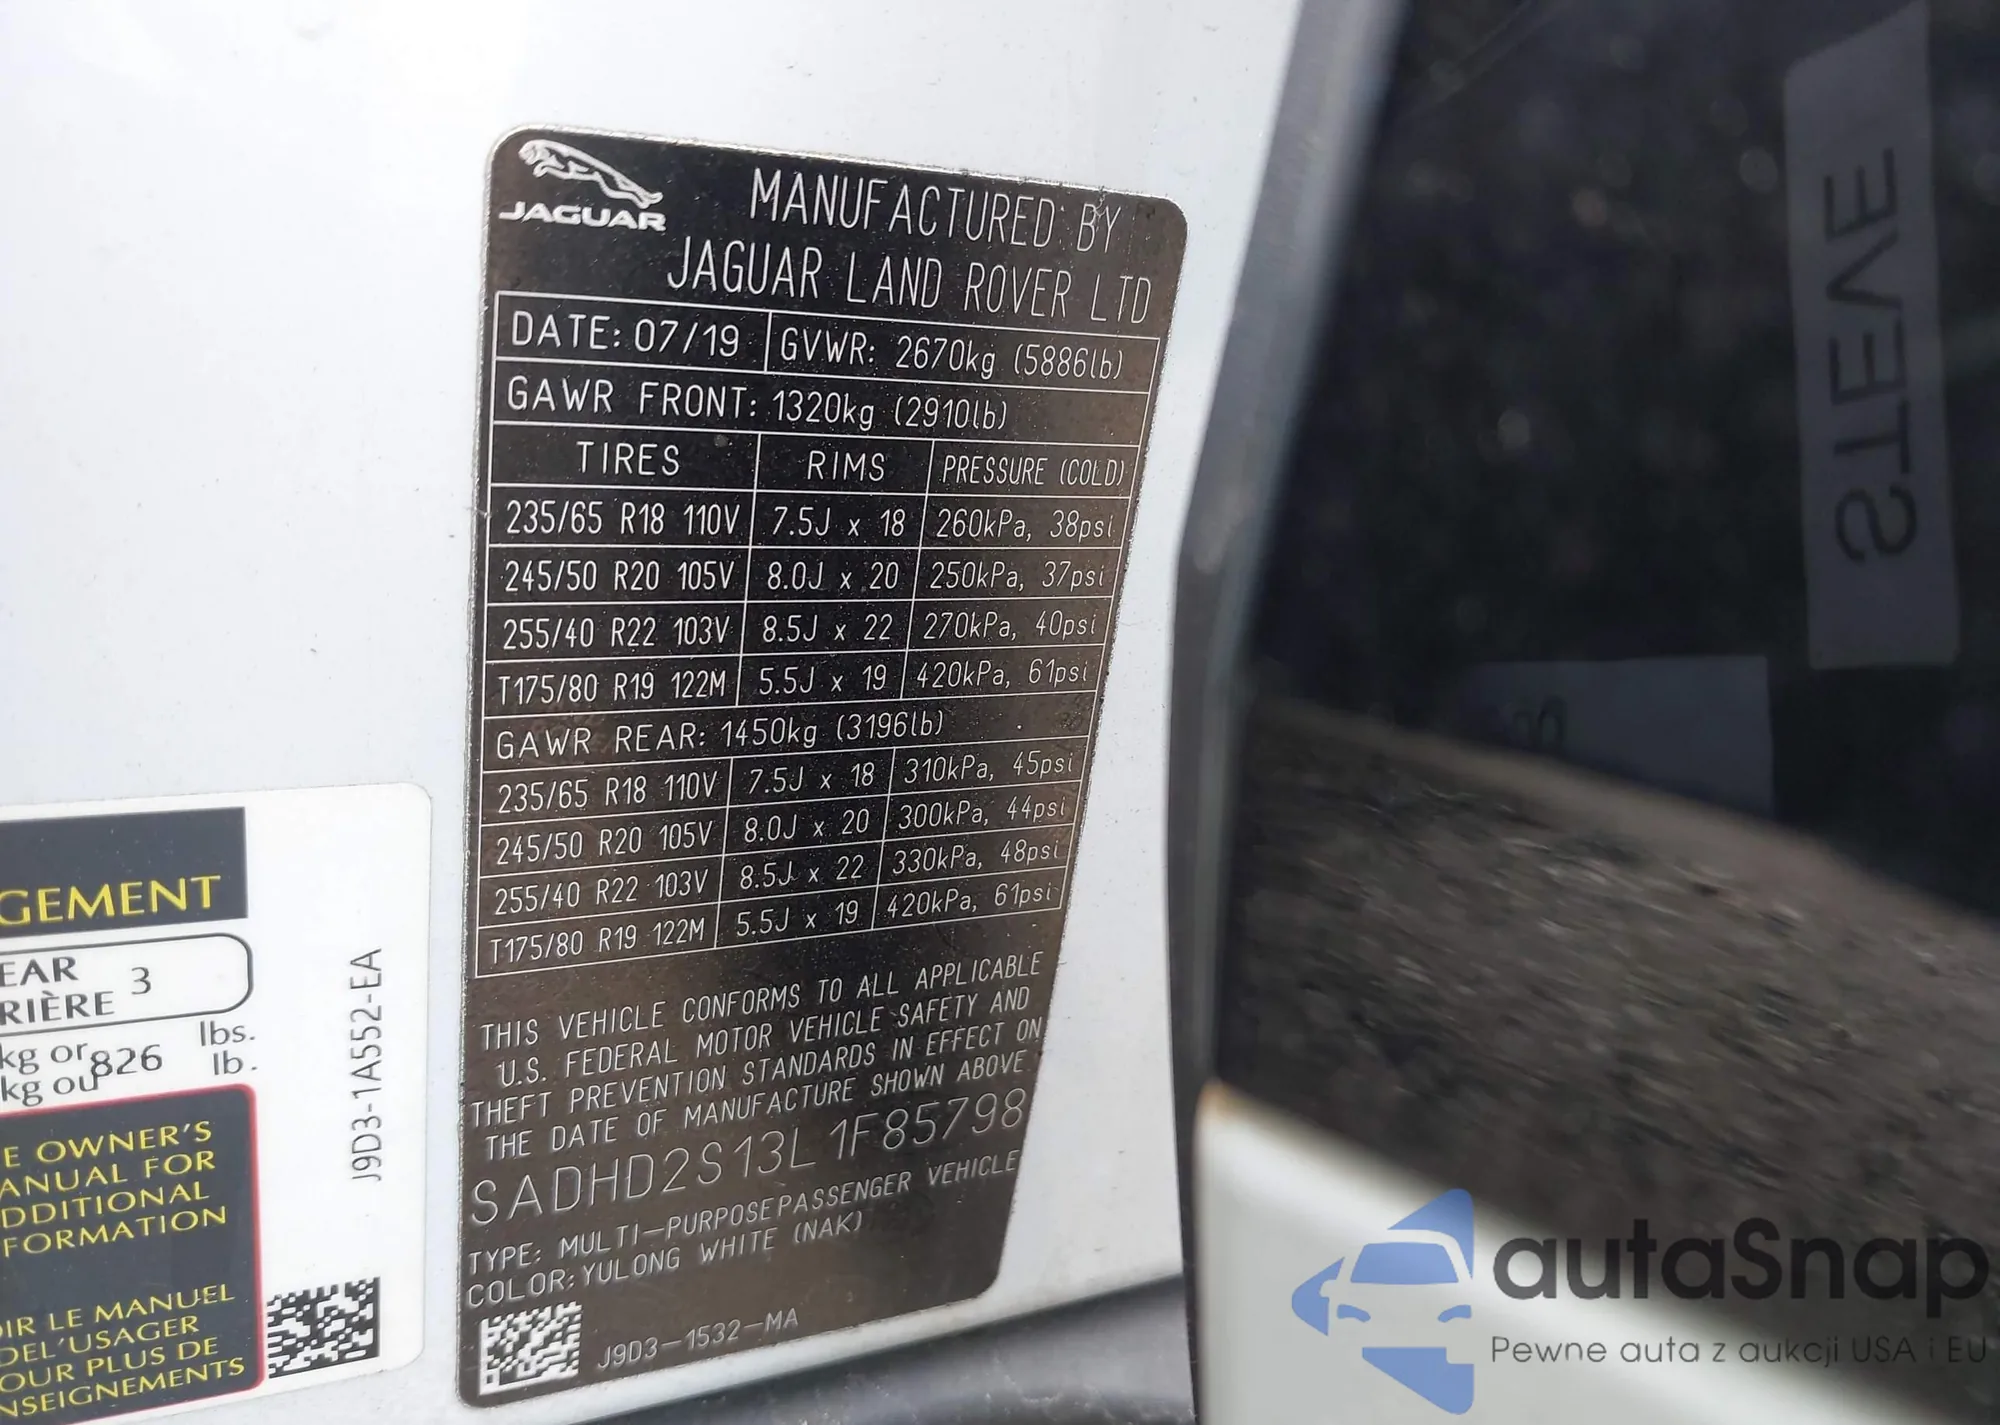 JAGUAR
MANUFACTURED BY
JAGUAR LAND ROVER LTD
DATE: 07/19 GVWR: 2670kg (5886lb)
GAWR FRONT: 1320kg (2910lb)
TIRES RIMS PRESSURE (COLD)
235/65 R18 110V 7.5J x 18 260kPa, 38psi
245/50 R20 105V 8.0J x 20 250kPa, 37psi
255/40 R22 103V 8.5J x 22 270kPa, 40psi
T175/80 R19 122M 5.5J x 19 420kPa, 61psi
GAWR REAR: 1450kg (3196lb)
235/65 R18 110V 7.5J x 18 310kPa, 45psi
245/50 R20 105V 8.0J x 20 300kPa, 44psi
255/40 R22 103V 8.5J x 22 330kPa, 48psi
T175/80 R19 122M 5.5J x 19 420kPa, 61psi
THIS VEHICLE CONFORMS TO ALL APPLICABLE
U.S. FEDERAL MOTOR VEHICLE SAFETY AND
THEFT PREVENTION STANDARDS IN EFFECT ON
THE DATE OF MANUFACTURE SHOWN ABOVE
SADHD2S13L1F85798
TYPE: MULTI-PURPOSE PASSENGER VEHICLE
COLOR: YULONG WHITE (NAK)
J9D3-1532-MA
GEMENT
EAR 3
RIÈRE
kg or 826 lbs.
kg ou lb.
J9D3-1A552-EA
E OWNER'S
ANUAL FOR
DDITIONAL
FORMATION
OIR LE MANUEL
DEL'USAGER
OUR PLUS DE
NSEIGNEMENTS
STEVE
autaSnap
Pewne auta z aukcji USA i EU